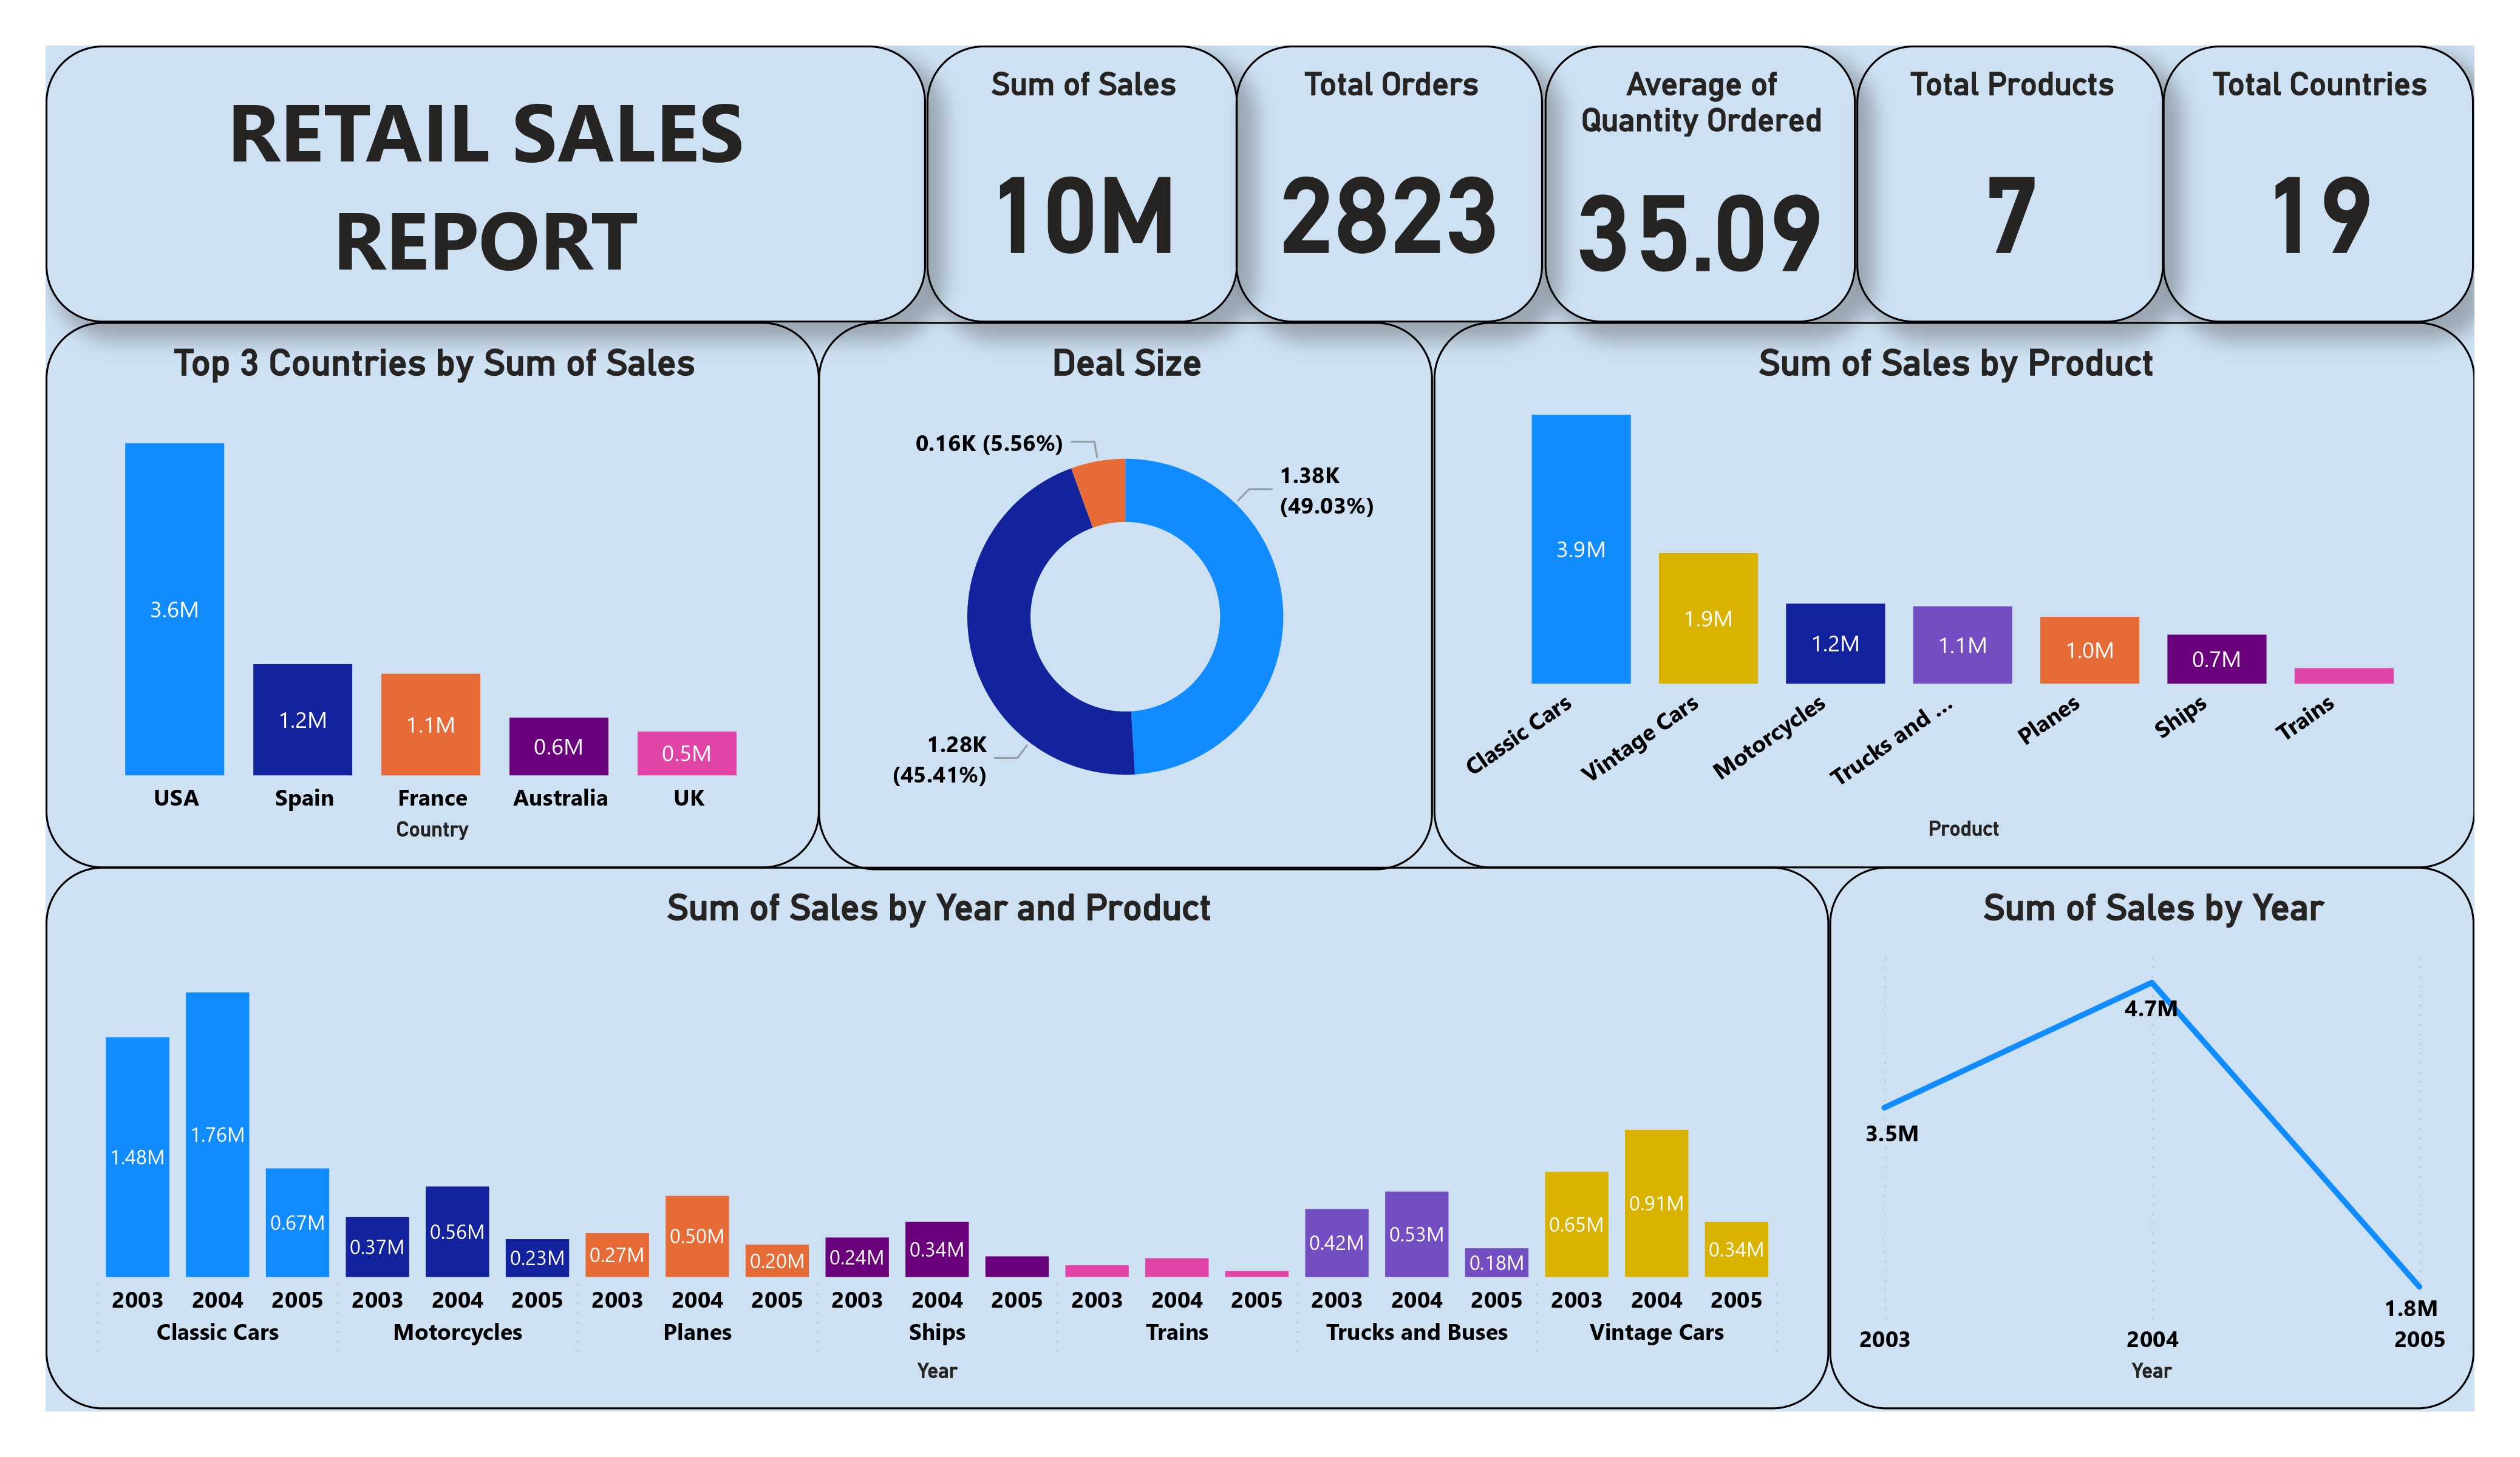 RETAIL SALES
REPORT
Sum of Sales
10M
Total Orders
2823
Average of
Quantity Ordered
35.09
Total Products
7
Total Countries
19
Top 3 Countries by Sum of Sales
3.6M
1.2M
1.1M
0.6M
0.5M
USA Spain France Australia UK
Country
Deal Size
0.16K (5.56%)
1.38K
(49.03%)
1.28K
(45.41%)
Sum of Sales by Product
3.9M
1.9M
1.2M
1.1M
1.0M
0.7M
Classic Cars
Vintage Cars
Motorcycles
Trucks and ...
Planes
Ships
Trains
Product
Sum of Sales by Year and Product
1.48M
1.76M
0.67M
0.37M
0.56M
0.23M
0.27M
0.50M
0.20M
0.24M
0.34M
0.42M
0.53M
0.18M
0.65M
0.91M
0.34M
2003 2004 2005 2003 2004 2005 2003 2004 2005 2003 2004 2005 2003 2004 2005 2003 2004 2005 2003 2004 2005
Classic Cars Motorcycles Planes Ships Trains Trucks and Buses Vintage Cars
Year
Sum of Sales by Year
4.7M
3.5M
1.8M
2003 2004 2005
Year